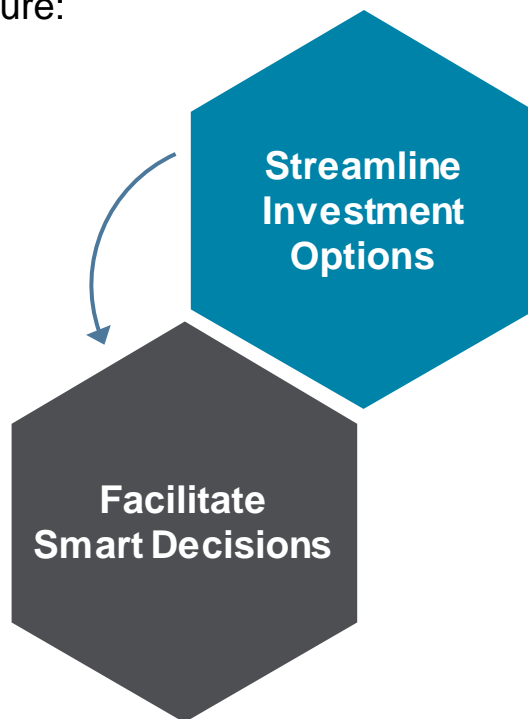 ure:
Streamline
Investment
Options
Facilitate
Smart Decisions